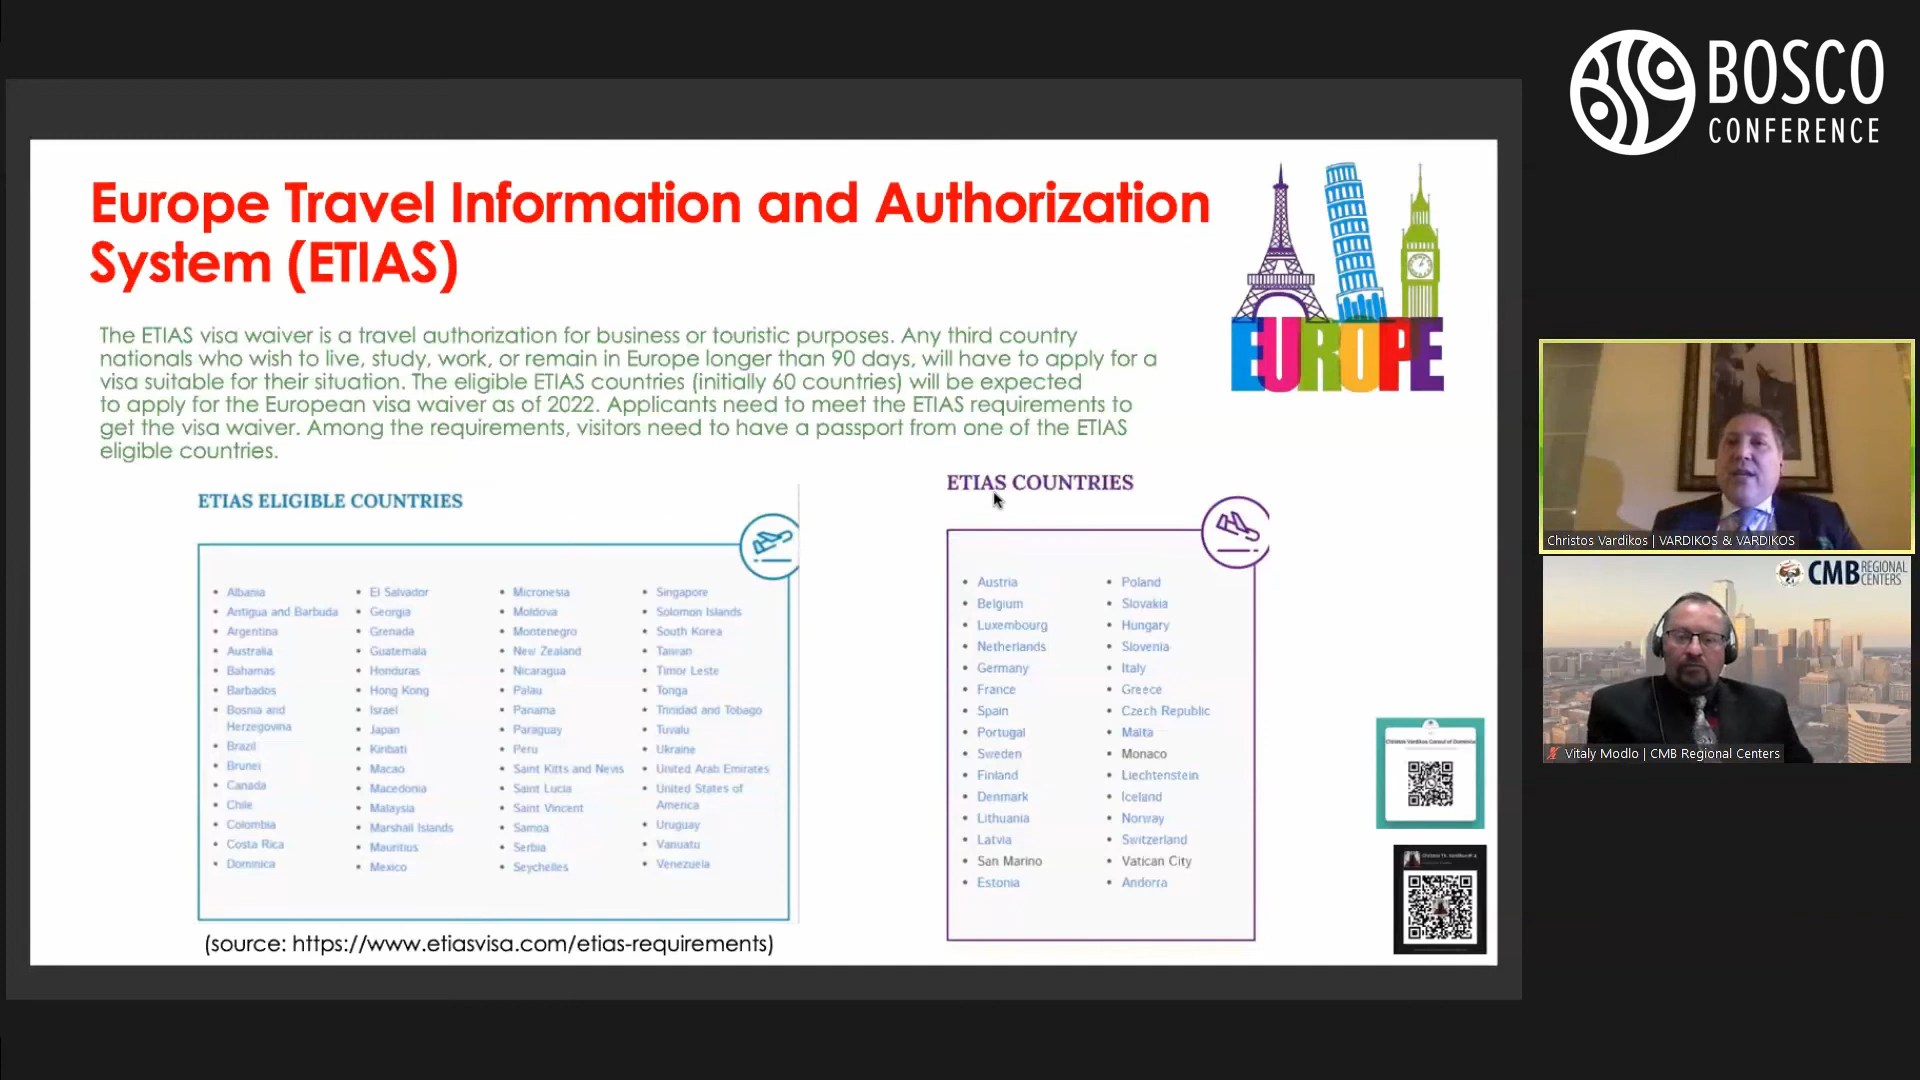 BOSCO
CONFERENCE
Europe Travel Information and Authorization
System (ETIAS)
EUROPE
The ETIAS visa waiver is a travel authorization for business or touristic purposes. Any third country
nationals who wish to live, study, work, or remain in Europe longer than 90 days, will have to apply for a
visa suitable for their situation. The eligible ETIAS countries (initially 60 countries) will be expected
to apply for the European visa waiver as of 2022. Applicants need to meet the ETIAS requirements to
get the visa waiver. Among the requirements, visitors need to have a passport from one of the ETIAS
eligible countries.
ETIAS ELIGIBLE COUNTRIES
Albania
Antigua and Barbuda
Argentina
Australia
Bahamas
Barbados
Bosnia and
Herzegovina
Brazil
Brunei
Canada
Chile
Colombia
Costa Rica
Dominica
El Salvador
Georgia
Grenada
Guatemala
Honduras
Hong Kong
Israel
Japan
Kiribati
Macao
Macedonia
Malaysia
Marshall Islands
Mauritius
Mexico
Micronesia
Moldova
Montenegro
New Zealand
Nicaragua
Palau
Panama
Paraguay
Peru
Saint Kitts and Nevis
Saint Lucia
Saint Vincent
Samoa
Serbia
Seychelles
Singapore
Solomon Islands
South Korea
Taiwan
Timor Leste
Tonga
Trinidad and Tobago
Tuvalu
Ukraine
United Arab Emirates
United States of
America
Uruguay
Vanuatu
Venezuela
(source: https://www.etiasvisa.com/etias-requirements)
ETIAS COUNTRIES
Austria
Belgium
Luxembourg
Netherlands
Germany
France
Spain
Portugal
Sweden
Finland
Denmark
Lithuania
Latvia
San Marino
Estonia
Poland
Slovakia
Hungary
Slovenia
Italy
Greece
Czech Republic
Malta
Monaco
Liechtenstein
Iceland
Norway
Switzerland
Vatican City
Andorra
Christos Vardikos Consul of Dominica
Christos Vardikos | VARDIKOS & VARDIKOS
CMB REGIONAL
CENTERS
Vitaly Modlo | CMB Regional Centers